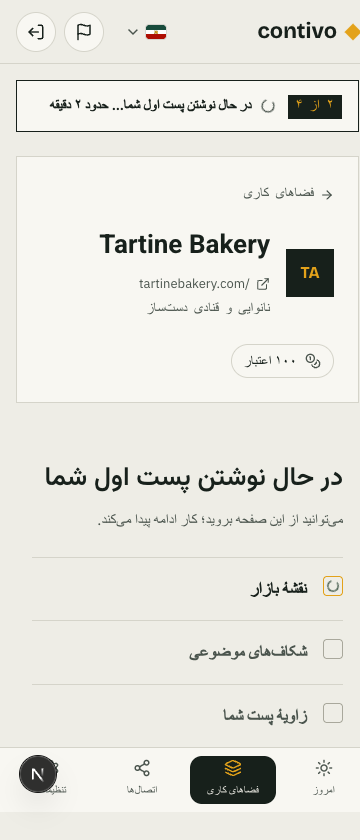 contivo
۲ از ۴
در حال نوشتن پست اول شما... حدود ۲ دقیقه
فضاهای کاری
Tartine Bakery
TA
tartinebakery.com/
نانوایی و قنادی دست‌ساز
۱۰۰ اعتبار
در حال نوشتن پست اول شما
می‌توانید از این صفحه بروید؛ کار ادامه پیدا می‌کند.
نقشهٔ بازار
شکاف‌های موضوعی
زاویهٔ پست شما
امروز
فضاهای کاری
اتصال‌ها
N